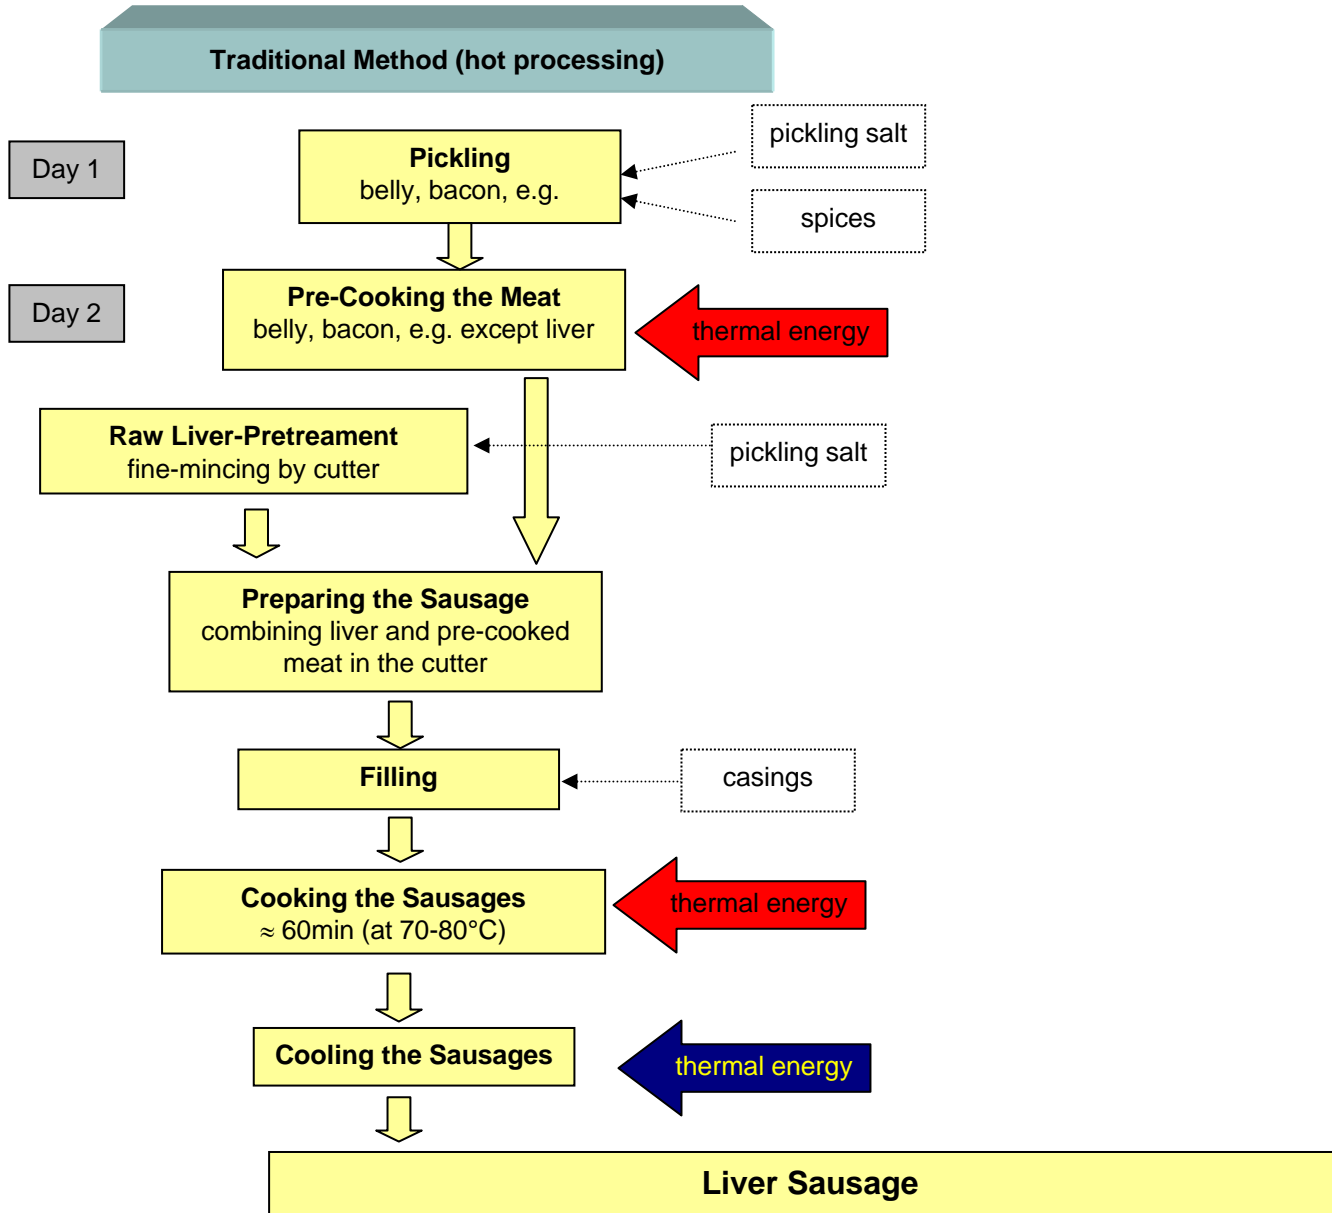 Traditional Method (hot processing)
Day 1
Pickling
belly, bacon, e.g.
pickling salt
spices
Day 2
Pre-Cooking the Meat
belly, bacon, e.g. except liver
thermal energy
Raw Liver-Pretreament
fine-mincing by cutter
pickling salt
Preparing the Sausage
combining liver and pre-cooked
meat in the cutter
Filling
casings
Cooking the Sausages
≈ 60min (at 70-80°C)
thermal energy
Cooling the Sausages
thermal energy
Liver Sausage